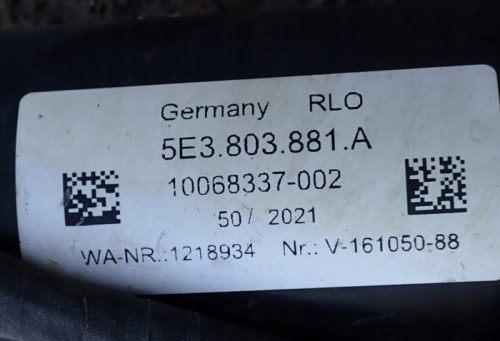 Germany RLO
5E3.803.881.A
10068337-002
50/ 2021
WA-NR.:1218934 Nr.: V-161050-88